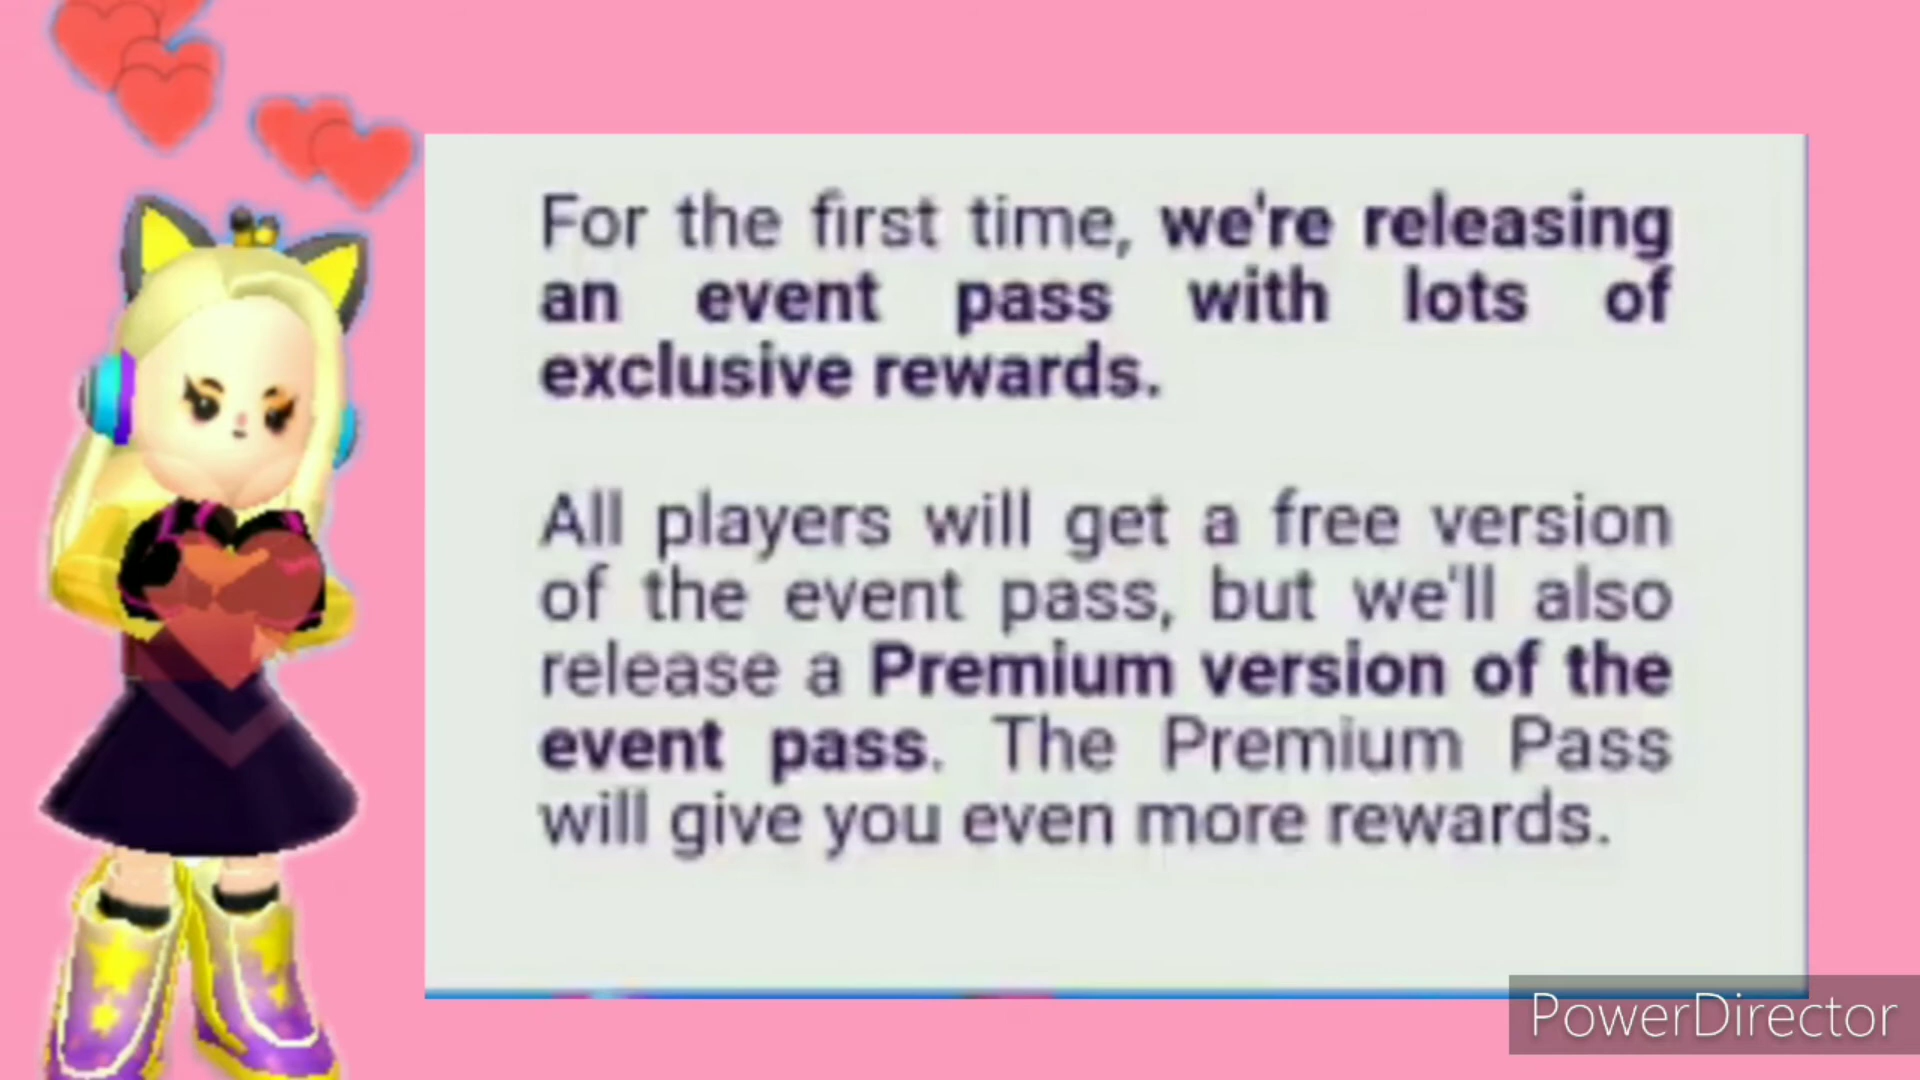 For the first time, we're releasing
an event pass with lots of
exclusive rewards.
All players will get a free version
of the event pass, but we'll also
release a Premium version of the
event pass. The Premium Pass
will give you even more rewards.
PowerDirector